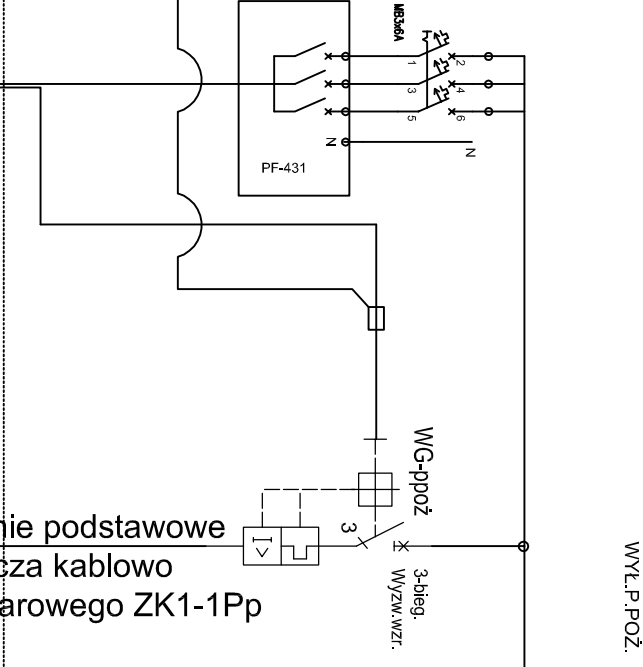 MB3x6A
1 2
3 4
5 6
N N
PF-431
WG-ppoż
3
3-bieg.
Wyzw.wzr.
I>
nie podstawowe
cza kablowo
arowego ZK1-1Pp
WYŁ.P.POŻ.